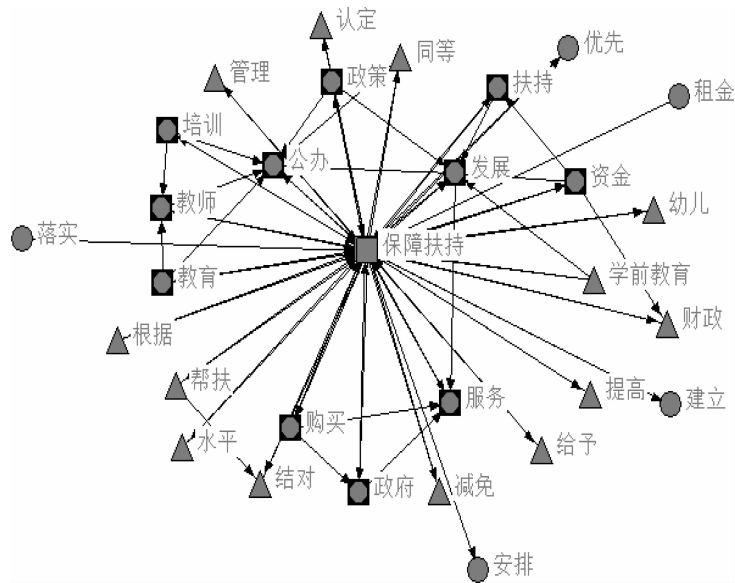 认定
同等
优先
管理
政策
扶持
租金
培训
公办
发展
资金
教师
幼儿
落实
保障扶持
教育
学前教育
财政
根据
帮扶
提高
建立
服务
购买
水平
给予
结对
政府
减免
安排